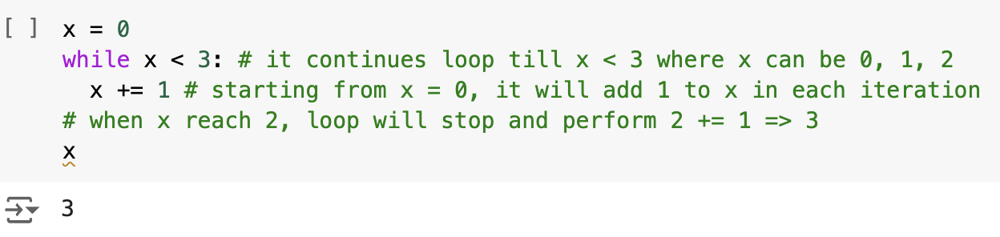 [ ] x = 0
while x < 3: # it continues loop till x < 3 where x can be 0, 1, 2
  x += 1 # starting from x = 0, it will add 1 to x in each iteration
# when x reach 2, loop will stop and perform 2 += 1 => 3
x
3